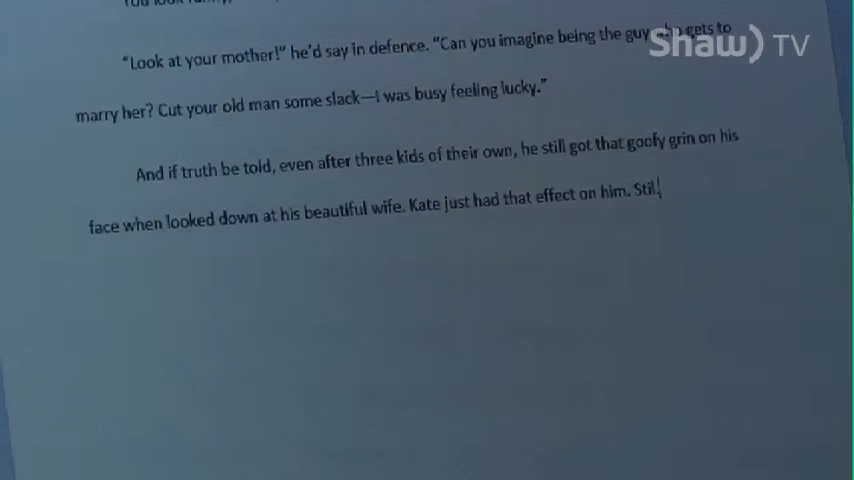 Shaw) TV
"Look at your mother!" he'd say in defence. "Can you imagine being the guy who gets to
marry her? Cut your old man some slack—I was busy feeling lucky."
And if truth be told, even after three kids of their own, he still got that goofy grin on his
face when looked down at his beautiful wife. Kate just had that effect on him. Stil.